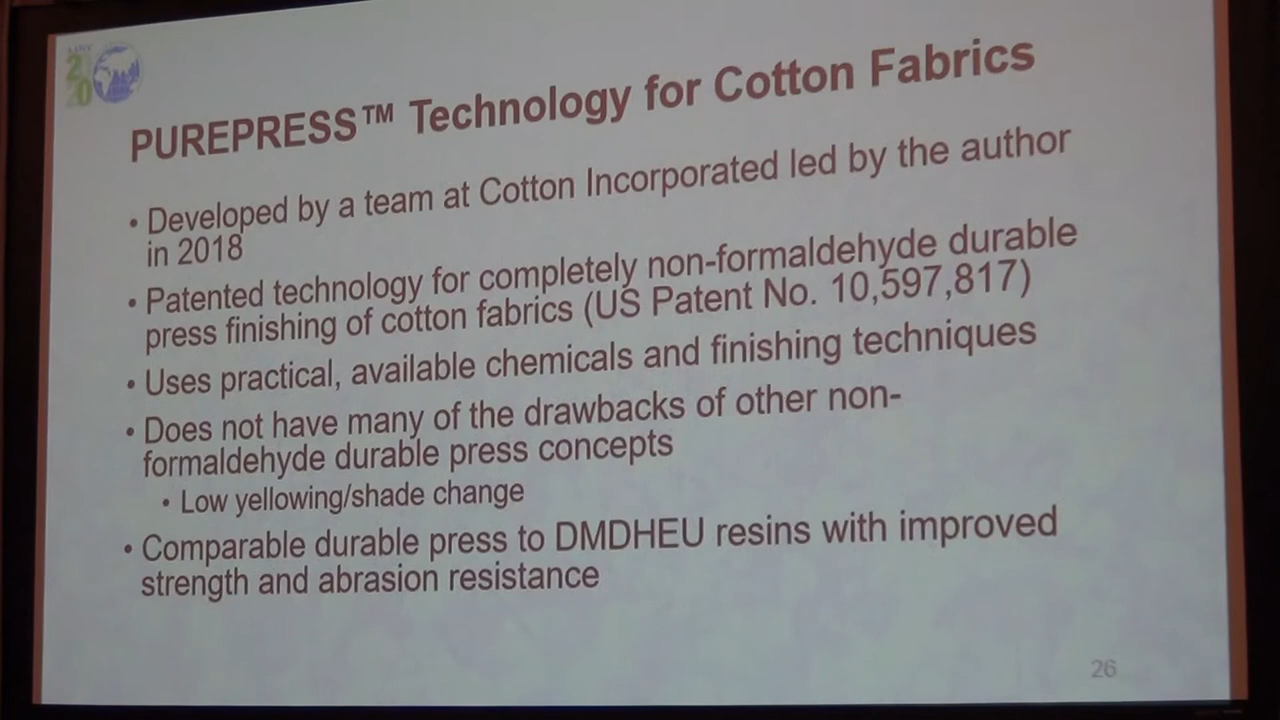 2
20
PUREPRESS™ Technology for Cotton Fabrics
• Developed by a team at Cotton Incorporated led by the author
in 2018
• Patented technology for completely non-formaldehyde durable
press finishing of cotton fabrics (US Patent No. 10,597,817)
• Uses practical, available chemicals and finishing techniques
• Does not have many of the drawbacks of other non-
formaldehyde durable press concepts
• Low yellowing/shade change
• Comparable durable press to DMDHEU resins with improved
strength and abrasion resistance
26